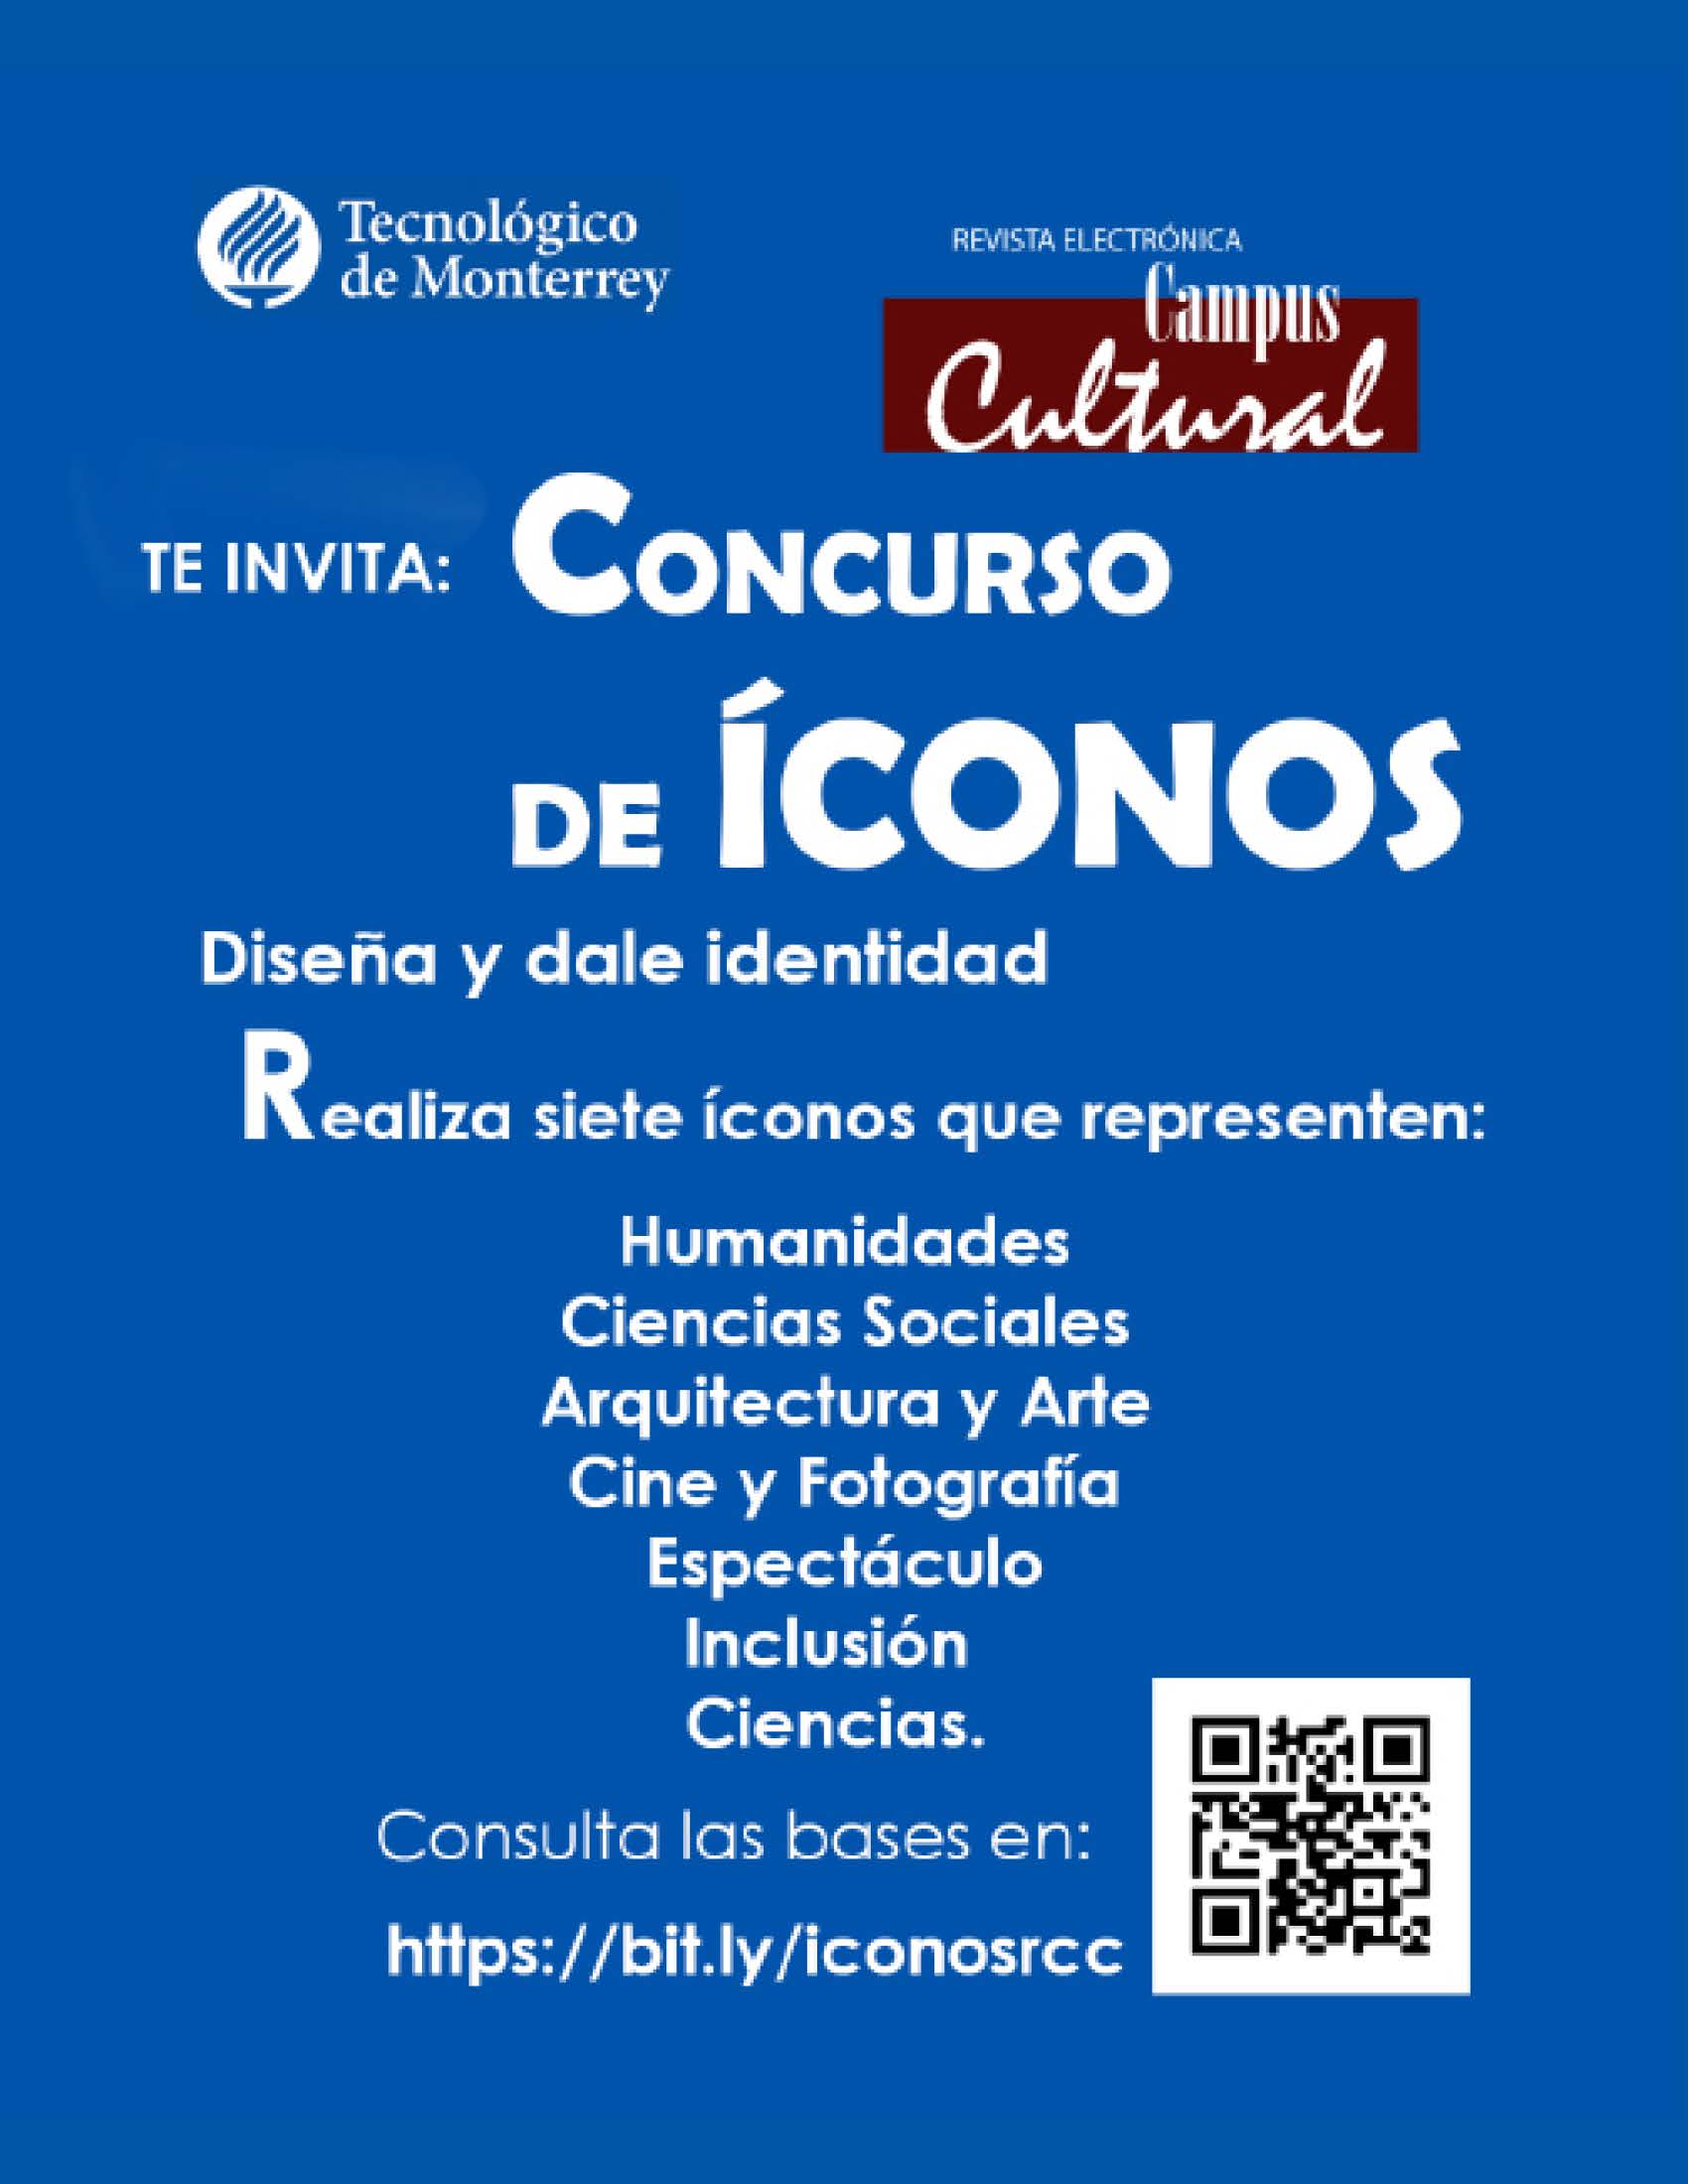 Tecnológico
de Monterrey
REVISTA ELECTRÓNICA
Campus
Cultural
TE INVITA: CONCURSO
DE ÍCONOS
Diseña y dale identidad
Realiza siete íconos que representen:
Humanidades
Ciencias Sociales
Arquitectura y Arte
Cine y Fotografía
Espectáculo
Inclusión
Ciencias.
Consulta las bases en:
https://bit.ly/iconosrcc